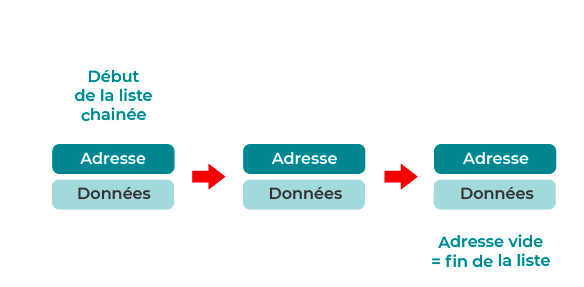 Début
de la liste
chainée
Adresse
Données
Adresse
Données
Adresse
Données
Adresse vide
= fin de la liste